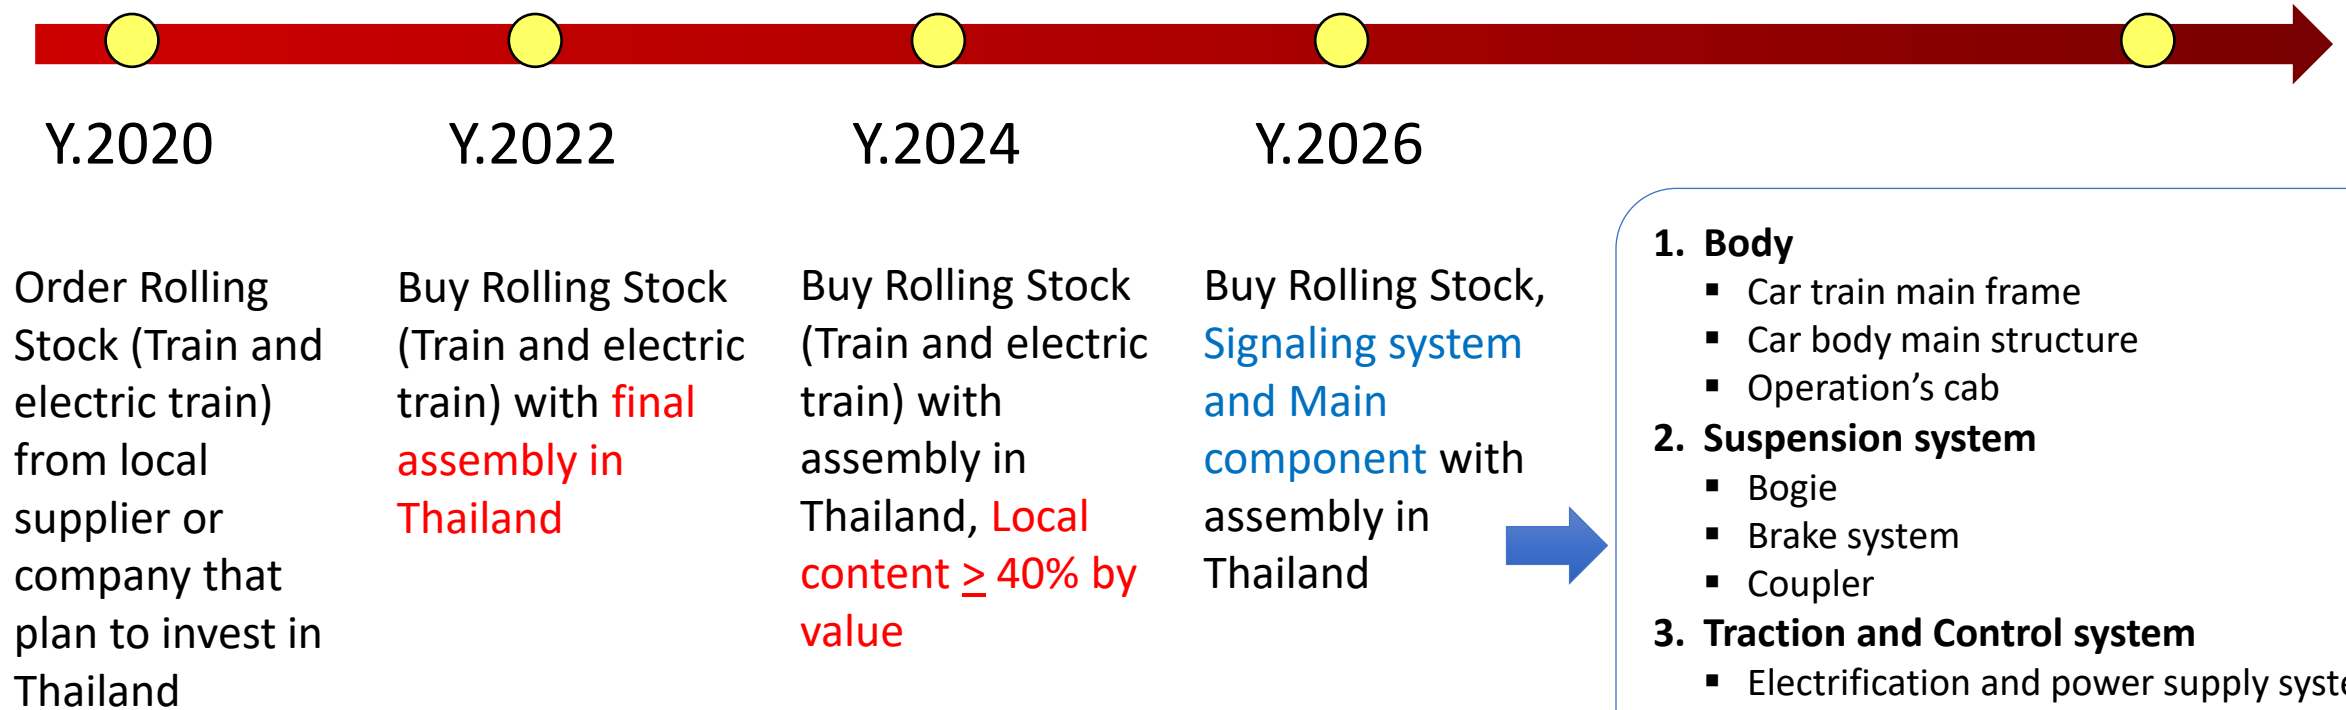 Y.2020
Y.2022
Y.2024
Y.2026
Order Rolling
Stock (Train and
electric train)
from local
supplier or
company that
plan to invest in
Thailand
Buy Rolling Stock
(Train and electric
train) with final
assembly in
Thailand
Buy Rolling Stock
(Train and electric
train) with
assembly in
Thailand, Local
content ≥ 40% by
value
Buy Rolling Stock,
Signaling system
and Main
component with
assembly in
Thailand
1. Body
▪ Car train main frame
▪ Car body main structure
▪ Operation’s cab
2. Suspension system
▪ Bogie
▪ Brake system
▪ Coupler
3. Traction and Control system
▪ Electrification and power supply syste